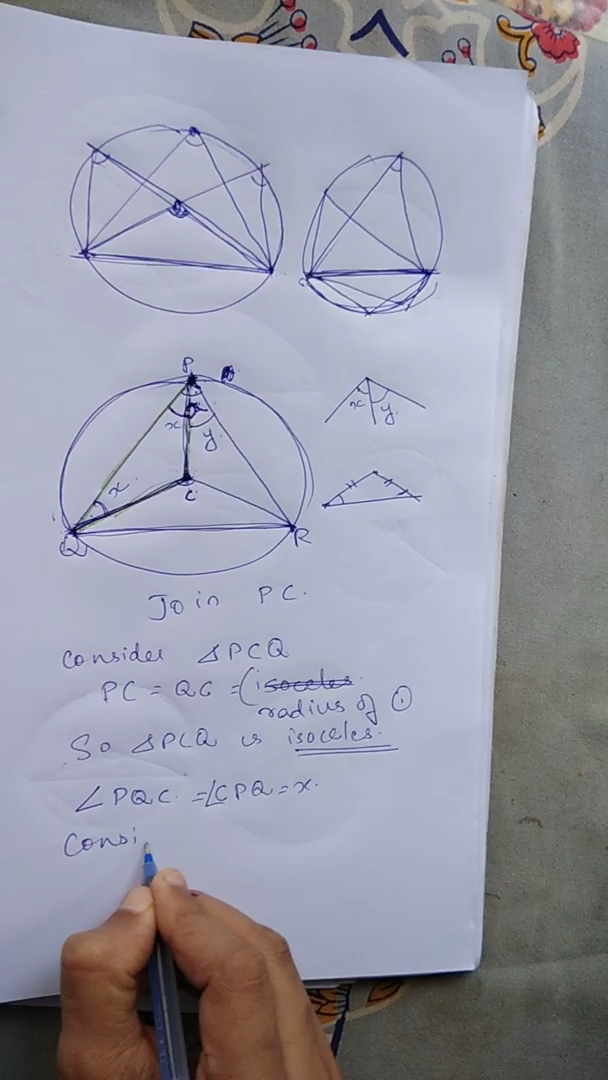 P
x
y
x
C
Q
R
x y
Join PC.
Consider ΔPCQ
PC = QC = (isoceles.
radius of ⊙
So ΔPCQ is isoceles.
∠PQC. = ∠CPQ = x.
Consi